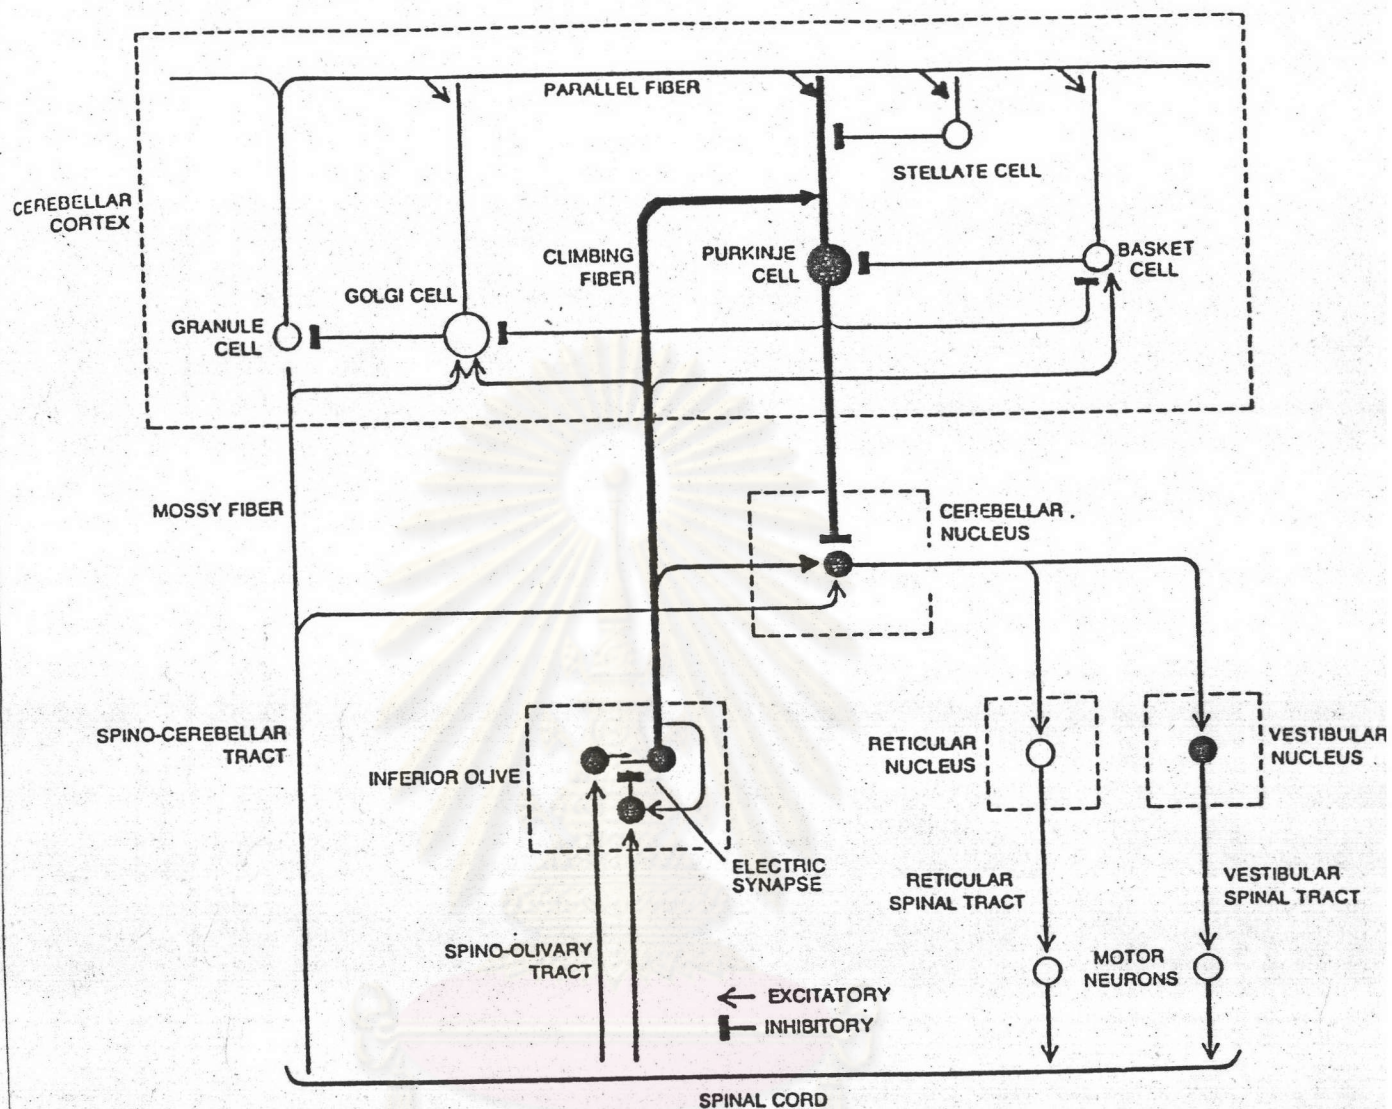 PARALLEL FIBER
STELLATE CELL
CEREBELLAR
CORTEX
CLIMBING
FIBER
PURKINJE
CELL
BASKET
CELL
GOLGI CELL
GRANULE
CELL
MOSSY FIBER
CEREBELLAR
NUCLEUS
SPINO-CEREBELLAR
TRACT
INFERIOR OLIVE
RETICULAR
NUCLEUS
VESTIBULAR
NUCLEUS
ELECTRIC
SYNAPSE
RETICULAR
SPINAL TRACT
VESTIBULAR
SPINAL TRACT
SPINO-OLIVARY
TRACT
MOTOR
NEURONS
EXCITATORY
INHIBITORY
SPINAL CORD